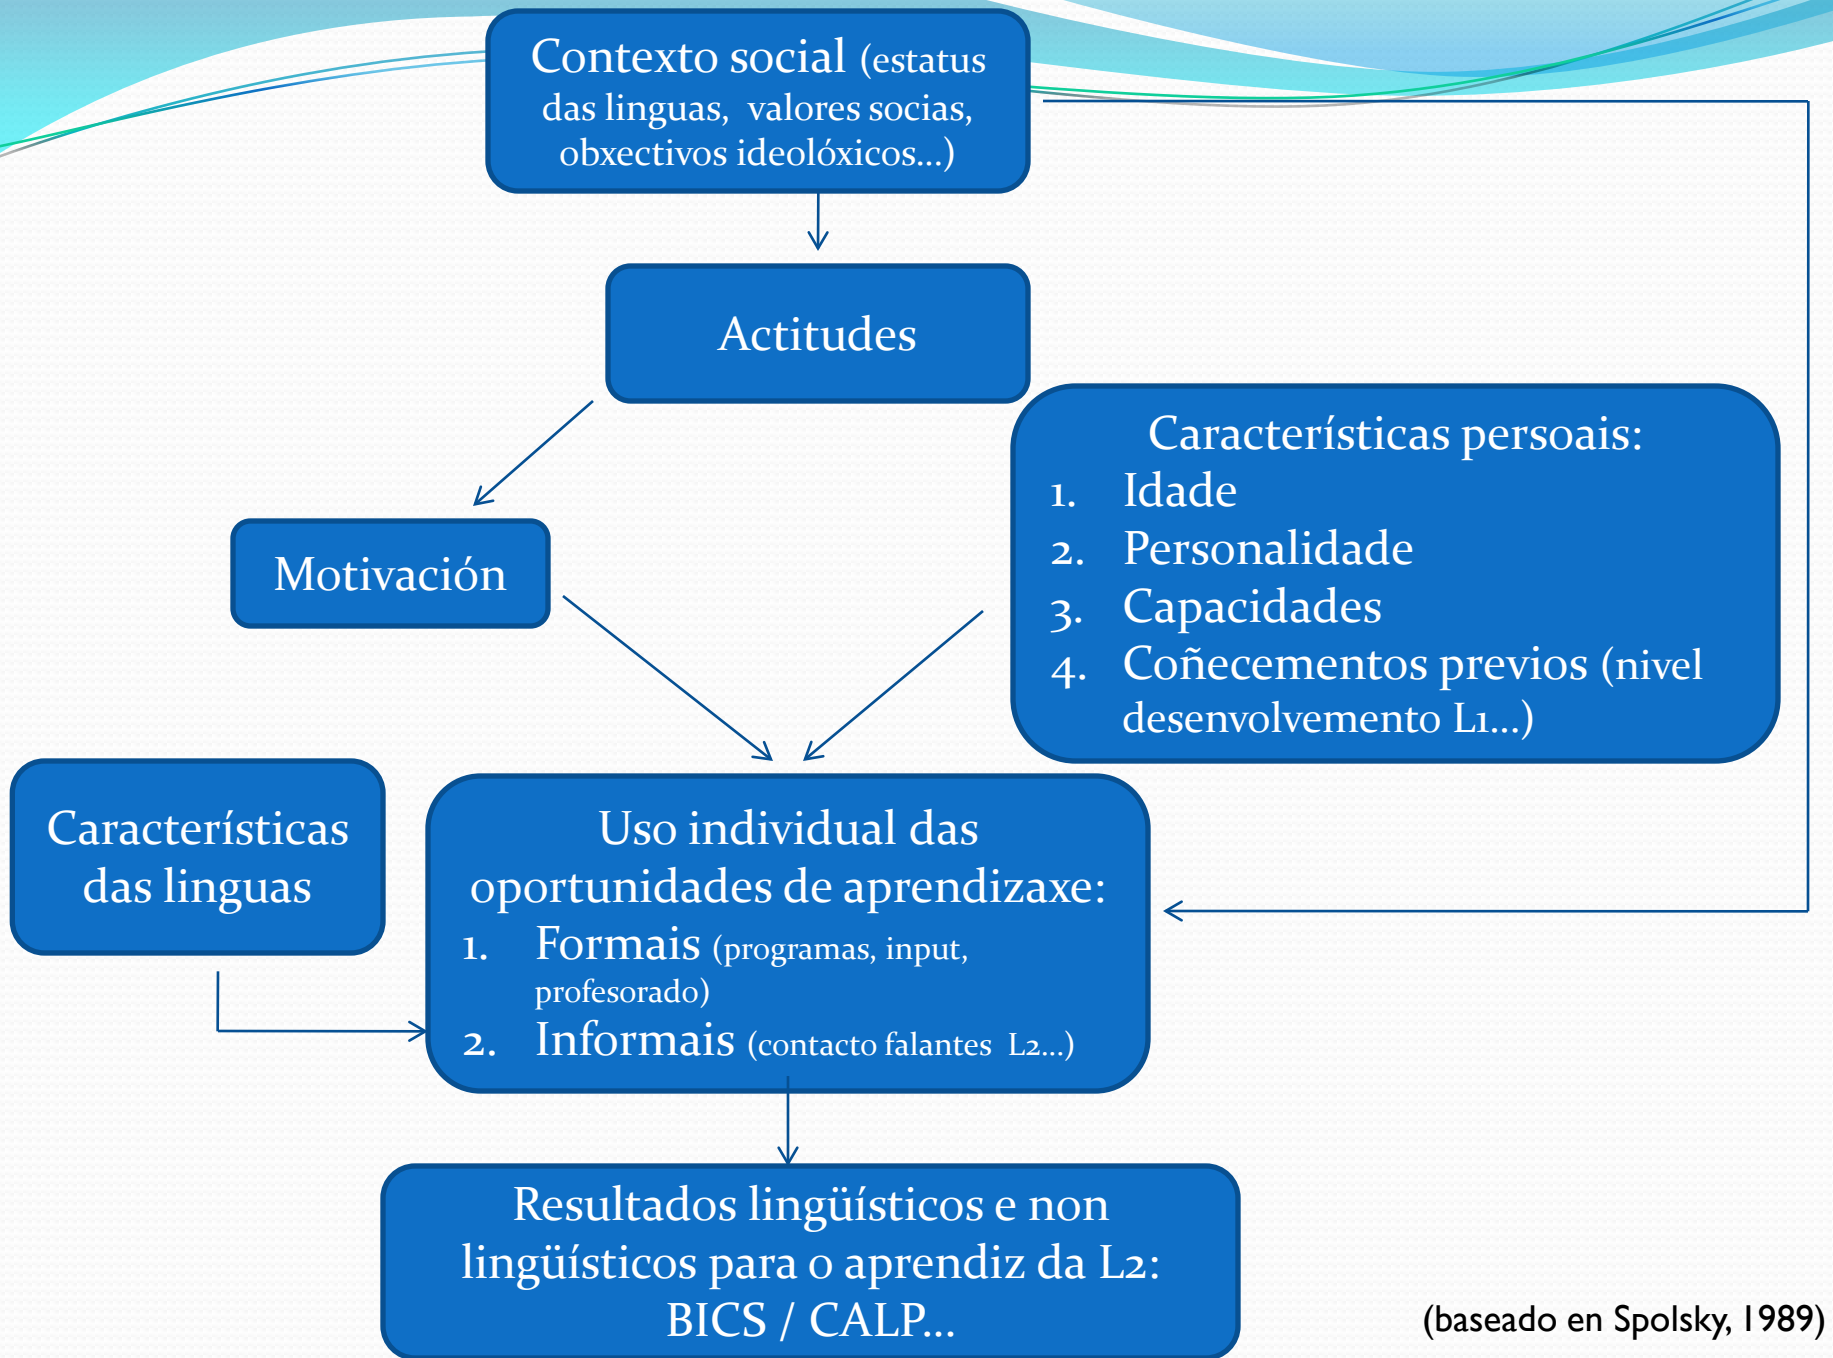 Contexto social (estatus
das linguas, valores socias,
obxectivos ideolóxicos...)
Actitudes
Características persoais:
1. Idade
2. Personalidade
3. Capacidades
4. Coñecementos previos (nivel
desenvolvemento L1...)
Motivación
Características
das linguas
Uso individual das
oportunidades de aprendizaxe:
1. Formais (programas, input,
profesorado)
2. Informais (contacto falantes L2...)
Resultados lingüísticos e non
lingüísticos para o aprendiz da L2:
BICS / CALP...
(baseado en Spolsky, 1989)